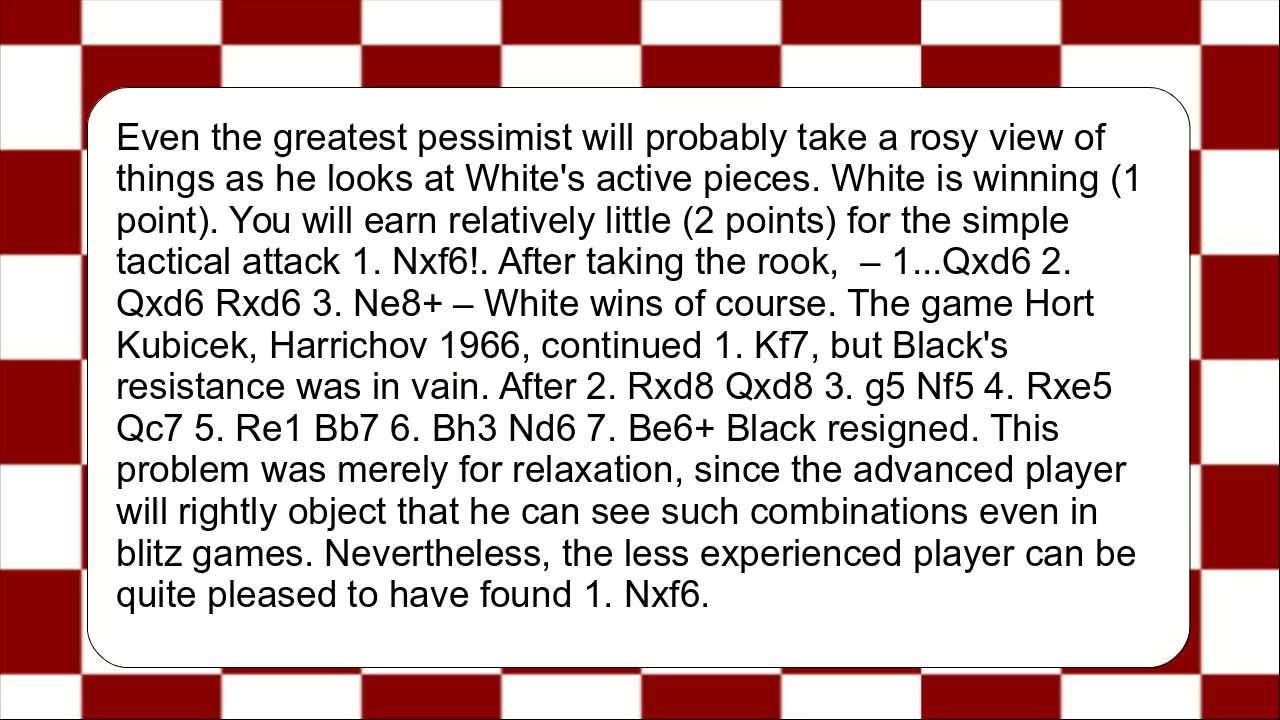 Even the greatest pessimist will probably take a rosy view of
things as he looks at White's active pieces. White is winning (1
point). You will earn relatively little (2 points) for the simple
tactical attack 1. Nxf6!. After taking the rook,  – 1...Qxd6 2.
Qxd6 Rxd6 3. Ne8+ – White wins of course. The game Hort
Kubicek, Harrichov 1966, continued 1. Kf7, but Black's
resistance was in vain. After 2. Rxd8 Qxd8 3. g5 Nf5 4. Rxe5
Qc7 5. Re1 Bb7 6. Bh3 Nd6 7. Be6+ Black resigned. This
problem was merely for relaxation, since the advanced player
will rightly object that he can see such combinations even in
blitz games. Nevertheless, the less experienced player can be
quite pleased to have found 1. Nxf6.